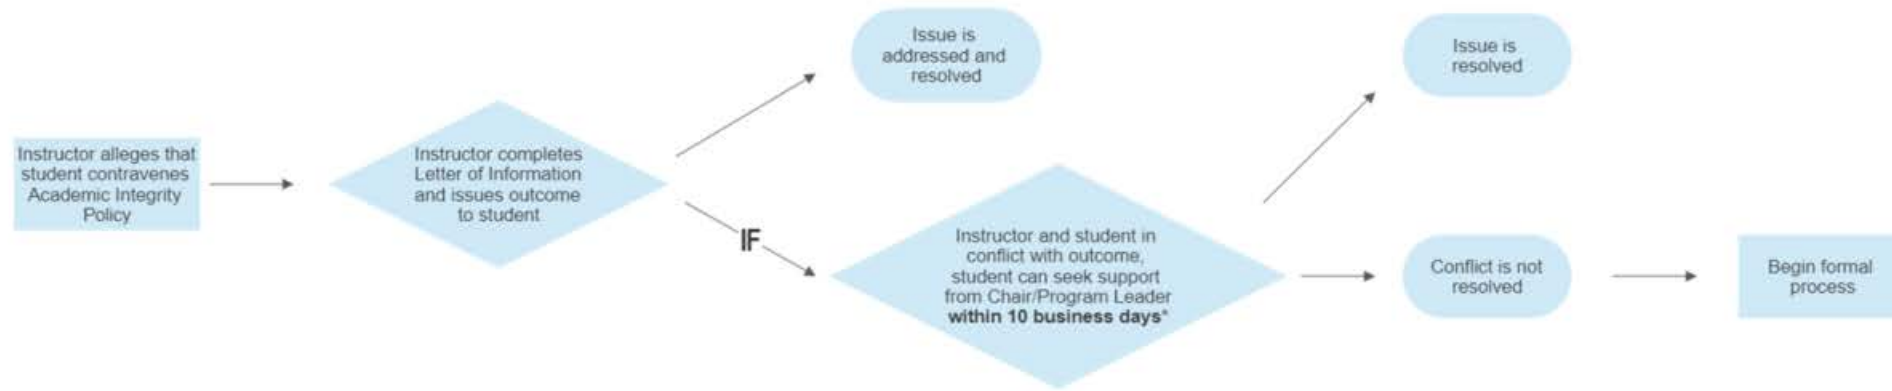 Instructor alleges that
student contravenes
Academic Integrity
Policy
Instructor completes
Letter of Information
and issues outcome
to student
Issue is
addressed and
resolved
IF
Instructor and student in
conflict with outcome,
student can seek support
from Chair/Program Leader
within 10 business days*
Issue is
resolved
Conflict is not
resolved
Begin formal
process